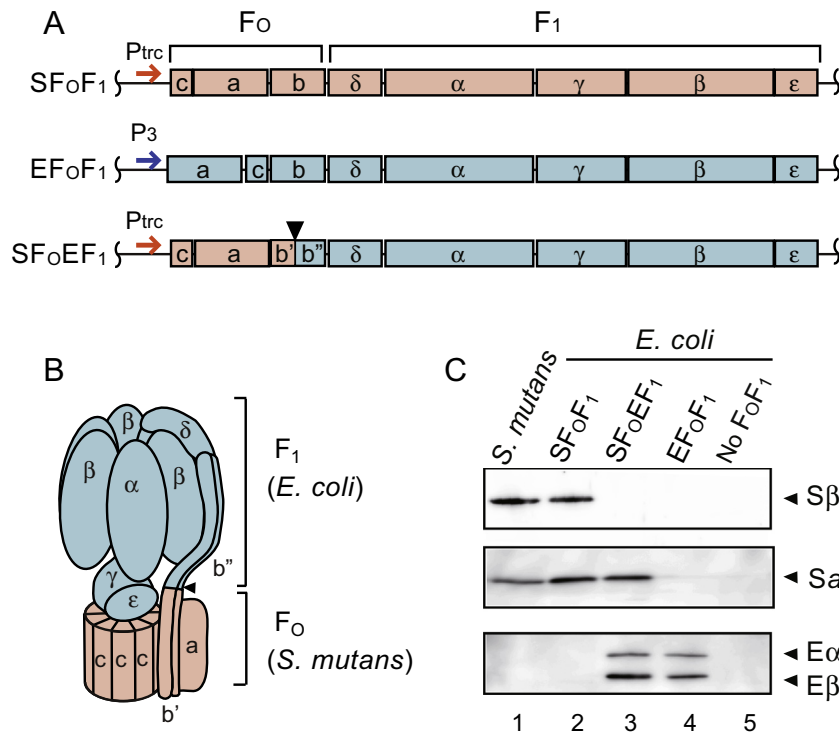 A
Fo F1
Ptrc
SFoF1 c a b δ α γ β ε
P3
EFoF1 a c b δ α γ β ε
Ptrc
SFoEF1 c a b' b" δ α γ β ε
B
β δ
β α β
F1
(E. coli)
b"
γ
ε
Fo
(S. mutans)
c c c a
b'
C
E. coli
S. mutans SFoF1 SFoEF1 EFoF1 No FoF1
Sβ
Sa
Eα
Eβ
1 2 3 4 5